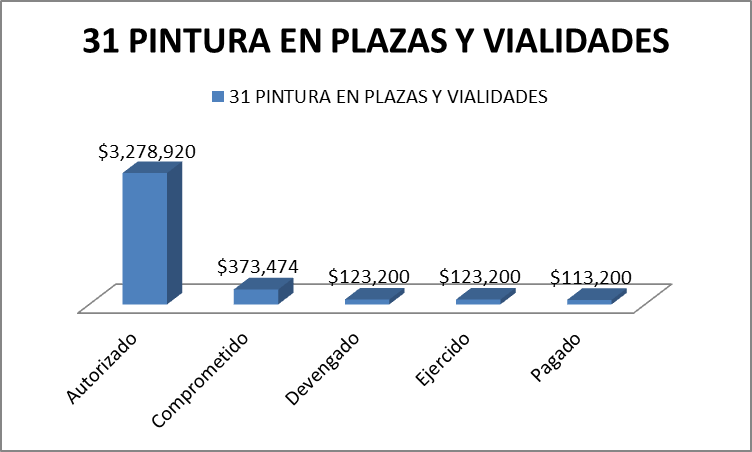 31 PINTURA EN PLAZAS Y VIALIDADES
31 PINTURA EN PLAZAS Y VIALIDADES
$3,278,920
$373,474
$123,200
$123,200
$113,200
Autorizado
Comprometido
Devengado
Ejercido
Pagado